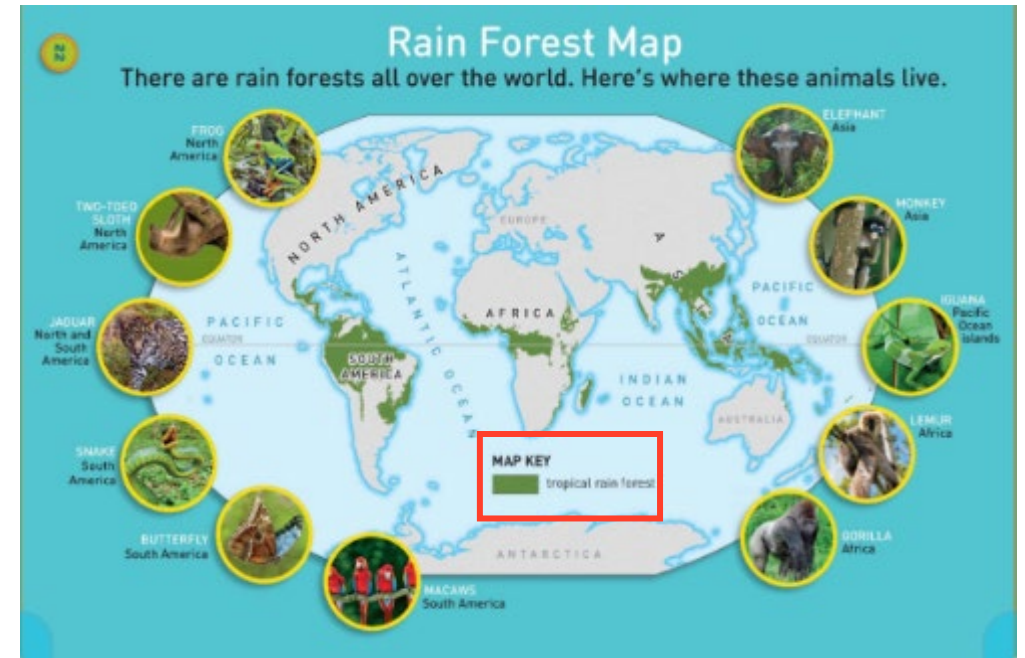 22
Rain Forest Map
There are rain forests all over the world. Here's where these animals live.
FROG
North
America
TWO-TOED
SLOTH
North
America
JAGUAR
North and
South
America
SNAKE
South
America
BUTTERFLY
South America
MACAWS
South America
ELEPHANT
Asia
MONKEY
Asia
IGUANA
Pacific
Ocean
islands
LEMUR
Africa
GORILLA
Africa
NORTH AMERICA
EUROPE
ASIA
ATLANTIC OCEAN
PACIFIC
OCEAN
EQUATOR
SOUTH
AMERICA
AFRICA
PACIFIC
OCEAN
EQUATOR
INDIAN
OCEAN
AUSTRALIA
MAP KEY
tropical rain forest
ANTARCTICA